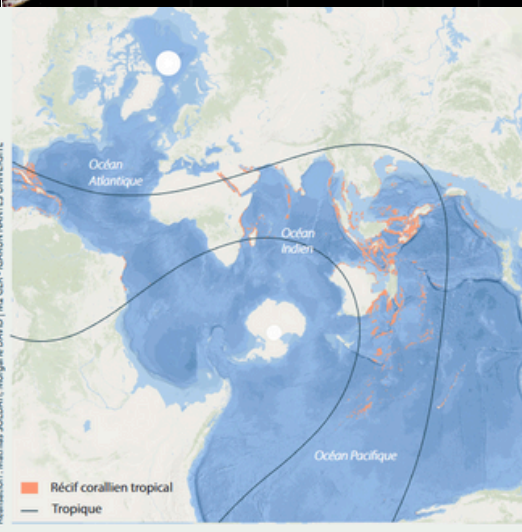 Océan
Atlantique
Océan
Indien
Océan Pacifique
Récif corallien tropical
Tropique